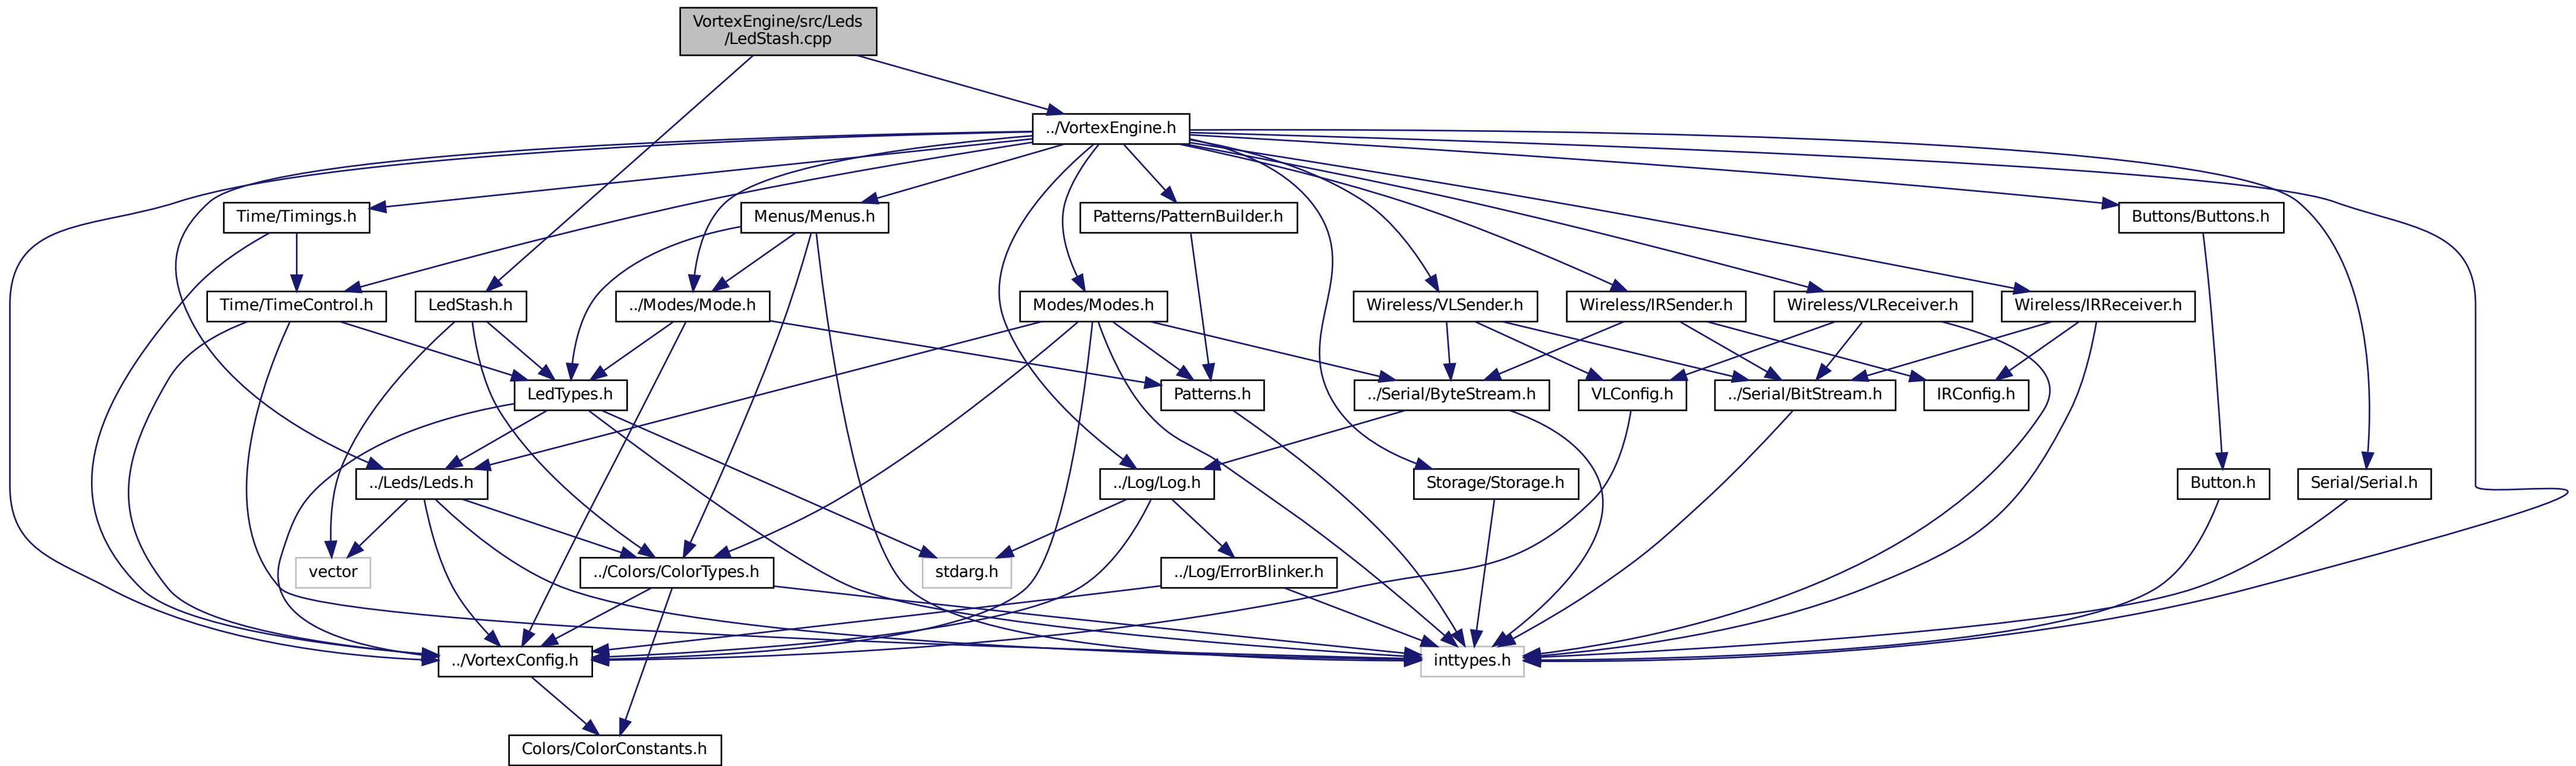 VortexEngine/src/Leds
/LedStash.cpp
../VortexEngine.h
Time/Timings.h
Menus/Menus.h
Patterns/PatternBuilder.h
Buttons/Buttons.h
Time/TimeControl.h
LedStash.h
../Modes/Mode.h
Modes/Modes.h
Wireless/VLSender.h
Wireless/IRSender.h
Wireless/VLReceiver.h
Wireless/IRReceiver.h
LedTypes.h
Patterns.h
../Serial/ByteStream.h
VLConfig.h
../Serial/BitStream.h
IRConfig.h
../Leds/Leds.h
../Log/Log.h
Storage/Storage.h
Button.h
Serial/Serial.h
vector
../Colors/ColorTypes.h
stdarg.h
../Log/ErrorBlinker.h
../VortexConfig.h
inttypes.h
Colors/ColorConstants.h